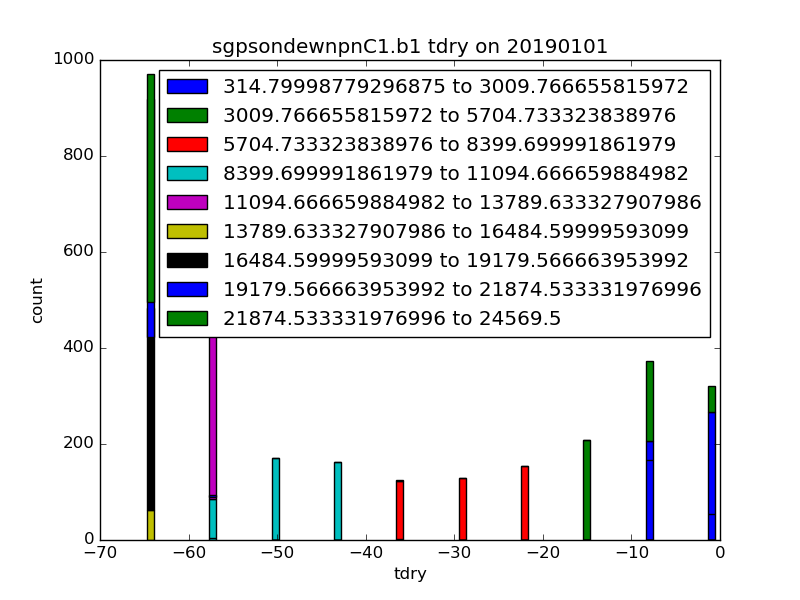 sgpsondewnpnC1.b1 tdry on 20190101
1000
800
600
400
200
0
count
314.79998779296875 to 3009.766655815972
3009.766655815972 to 5704.733323838976
5704.733323838976 to 8399.699991861979
8399.699991861979 to 11094.666659884982
11094.666659884982 to 13789.633327907986
13789.633327907986 to 16484.59999593099
16484.59999593099 to 19179.566663953992
19179.566663953992 to 21874.533331976996
21874.533331976996 to 24569.5
−70 −60 −50 −40 −30 −20 −10 0
tdry